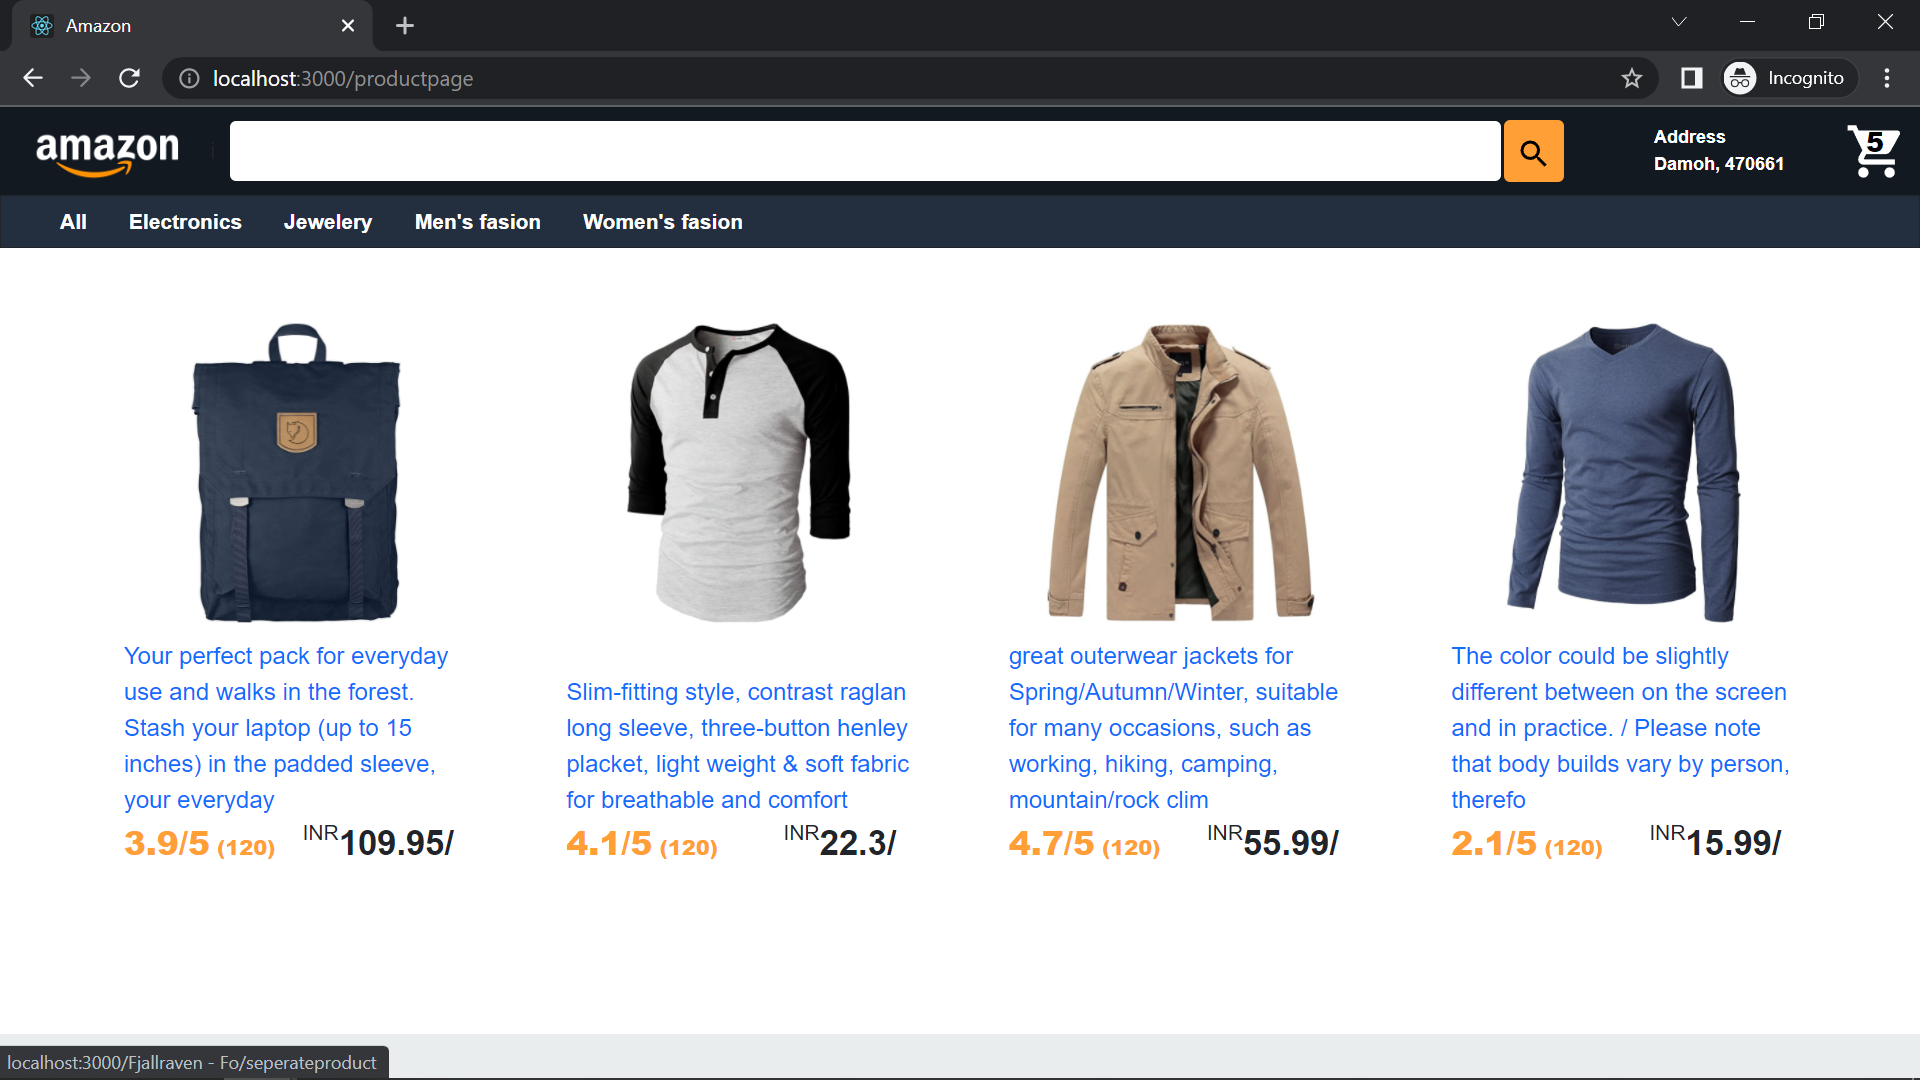 Amazon
localhost:3000/productpage
Incognito
amazon
Address
Damoh, 470661
5
All
Electronics
Jewelery
Men's fasion
Women's fasion
Your perfect pack for everyday
use and walks in the forest.
Stash your laptop (up to 15
inches) in the padded sleeve,
your everyday
3.9/5 (120) INR109.95/
Slim-fitting style, contrast raglan
long sleeve, three-button henley
placket, light weight & soft fabric
for breathable and comfort
4.1/5 (120) INR22.3/
great outerwear jackets for
Spring/Autumn/Winter, suitable
for many occasions, such as
working, hiking, camping,
mountain/rock clim
4.7/5 (120) INR55.99/
The color could be slightly
different between on the screen
and in practice. / Please note
that body builds vary by person,
therefo
2.1/5 (120) INR15.99/
localhost:3000/Fjallraven - Fo/seperateproduct